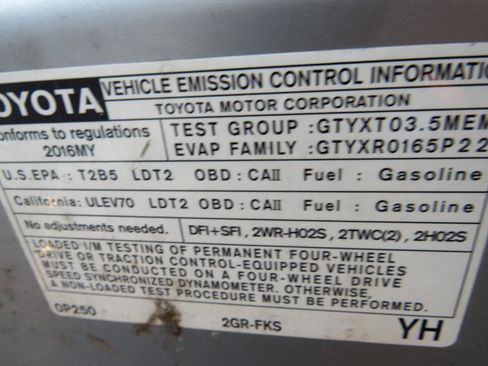 VEHICLE EMISSION CONTROL INFORMATIO
OYOTA
TOYOTA MOTOR CORPORATION
onforms to regulations
2016MY
TEST GROUP :GTYXT03.5MEM
EVAP FAMILY :GTYXR0165P22
U.S.EPA : T2B5 LDT2 OBD : CAII Fuel : Gasoline
California: ULEV70 LDT2 OBD : CAII Fuel : Gasoline
No adjustments needed. DFI+SFI, 2WR-HO2S, 2TWC(2), 2HO2S
LOADED I/M TESTING OF PERMANENT FOUR-WHEEL
DRIVE OR TRACTION CONTROL-EQUIPPED VEHICLES
MUST BE CONDUCTED ON A FOUR-WHEEL DRIVE
SPEED SYNCHRONIZED DYNAMOMETER. OTHERWISE,
A NON-LOADED TEST PROCEDURE MUST BE PERFORMED.
0P250 2GR-FKS YH